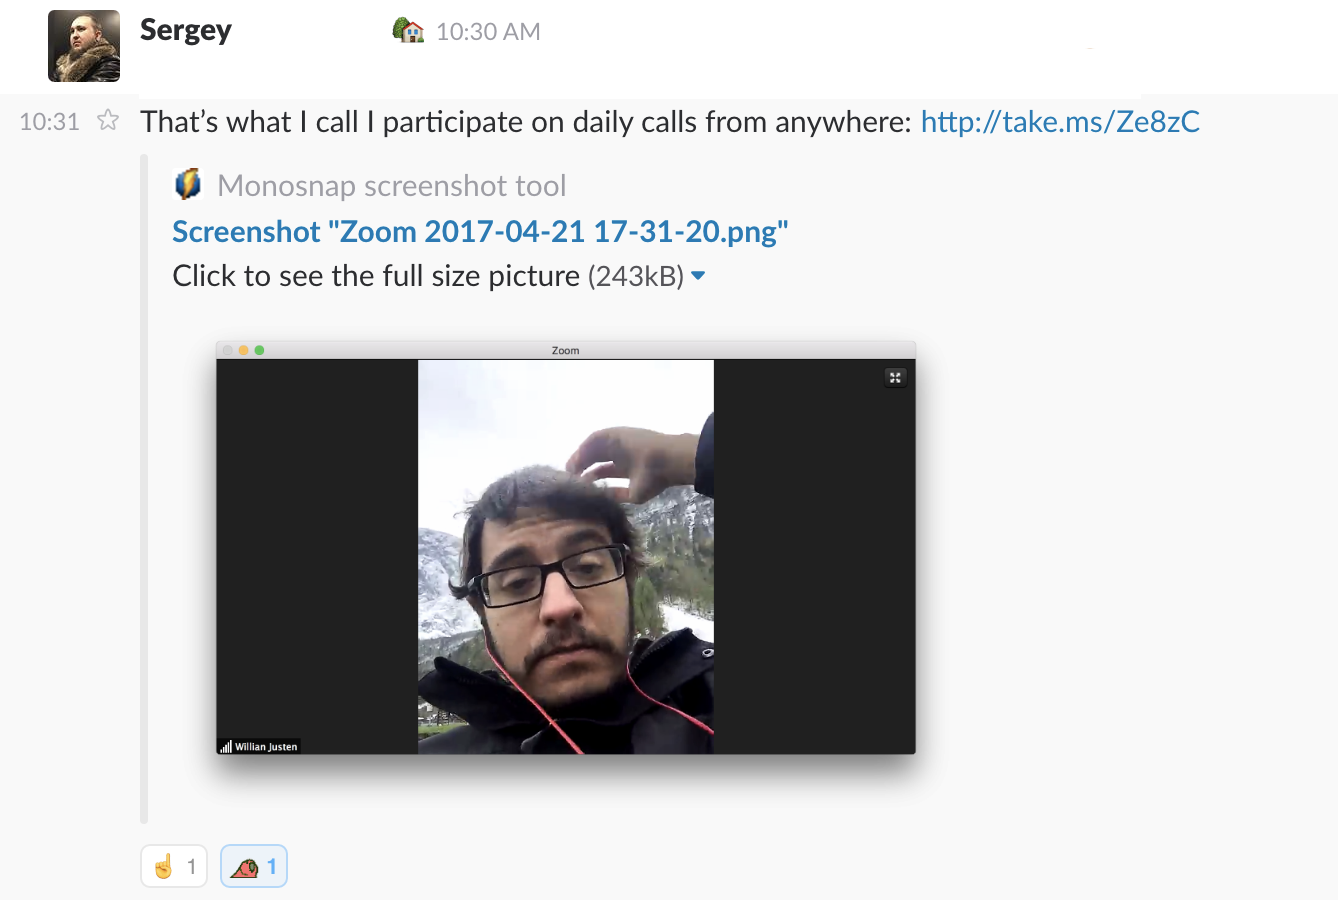 Sergey 10:30 AM
10:31 That’s what I call I participate on daily calls from anywhere: http://take.ms/Ze8zC
Monosnap screenshot tool
Screenshot "Zoom 2017-04-21 17-31-20.png"
Click to see the full size picture (243kB)
Zoom
Willian Justen
1 1